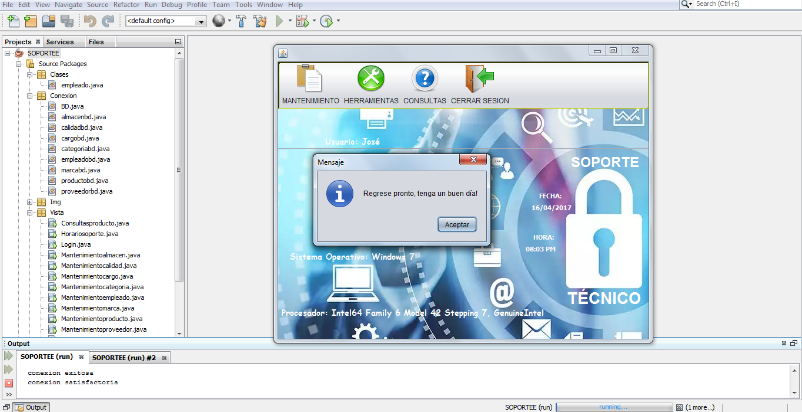 File Edit View Navigate Source Refactor Run Debug Profile Team Tools Window Help
Search (Ctrl+I)
<default config>
Projects Services Files
SOPORTEE
Source Packages
Clases
empleado.java
Conexion
BD.java
almacenbd.java
calidadbd.java
cargobd.java
categoriabd.java
empleadobd.java
marcabd.java
productobd.java
proveedorbd.java
Img
Vista
Consultasproducto.java
Horariosoporte.java
Login.java
Mantenimientoalmacen.java
Mantenimientocalidad.java
Mantenimientocargo.java
Mantenimientocategoria.java
Mantenimientoempleado.java
Mantenimientomarca.java
Mantenimientoproducto.java
Mantenimientoproveedor.java
MANTENIMIENTO HERRAMIENTAS CONSULTAS CERRAR SESION
Usuario: José
Mensaje
Regrese pronto, tenga un buen día!
Aceptar
SOPORTE
FECHA:
16/04/2017
HORA:
08:03 PM
TÉCNICO
Sistema Operativo: Windows 7
@
Procesador: Intel64 Family 6 Model 42 Stepping 7, GenuineIntel
Output
SOPORTEE (run) SOPORTEE (run) #2
conexion exitosa
conexion satisfactoria
Output
SOPORTEE (run)
running...
(1 more...)